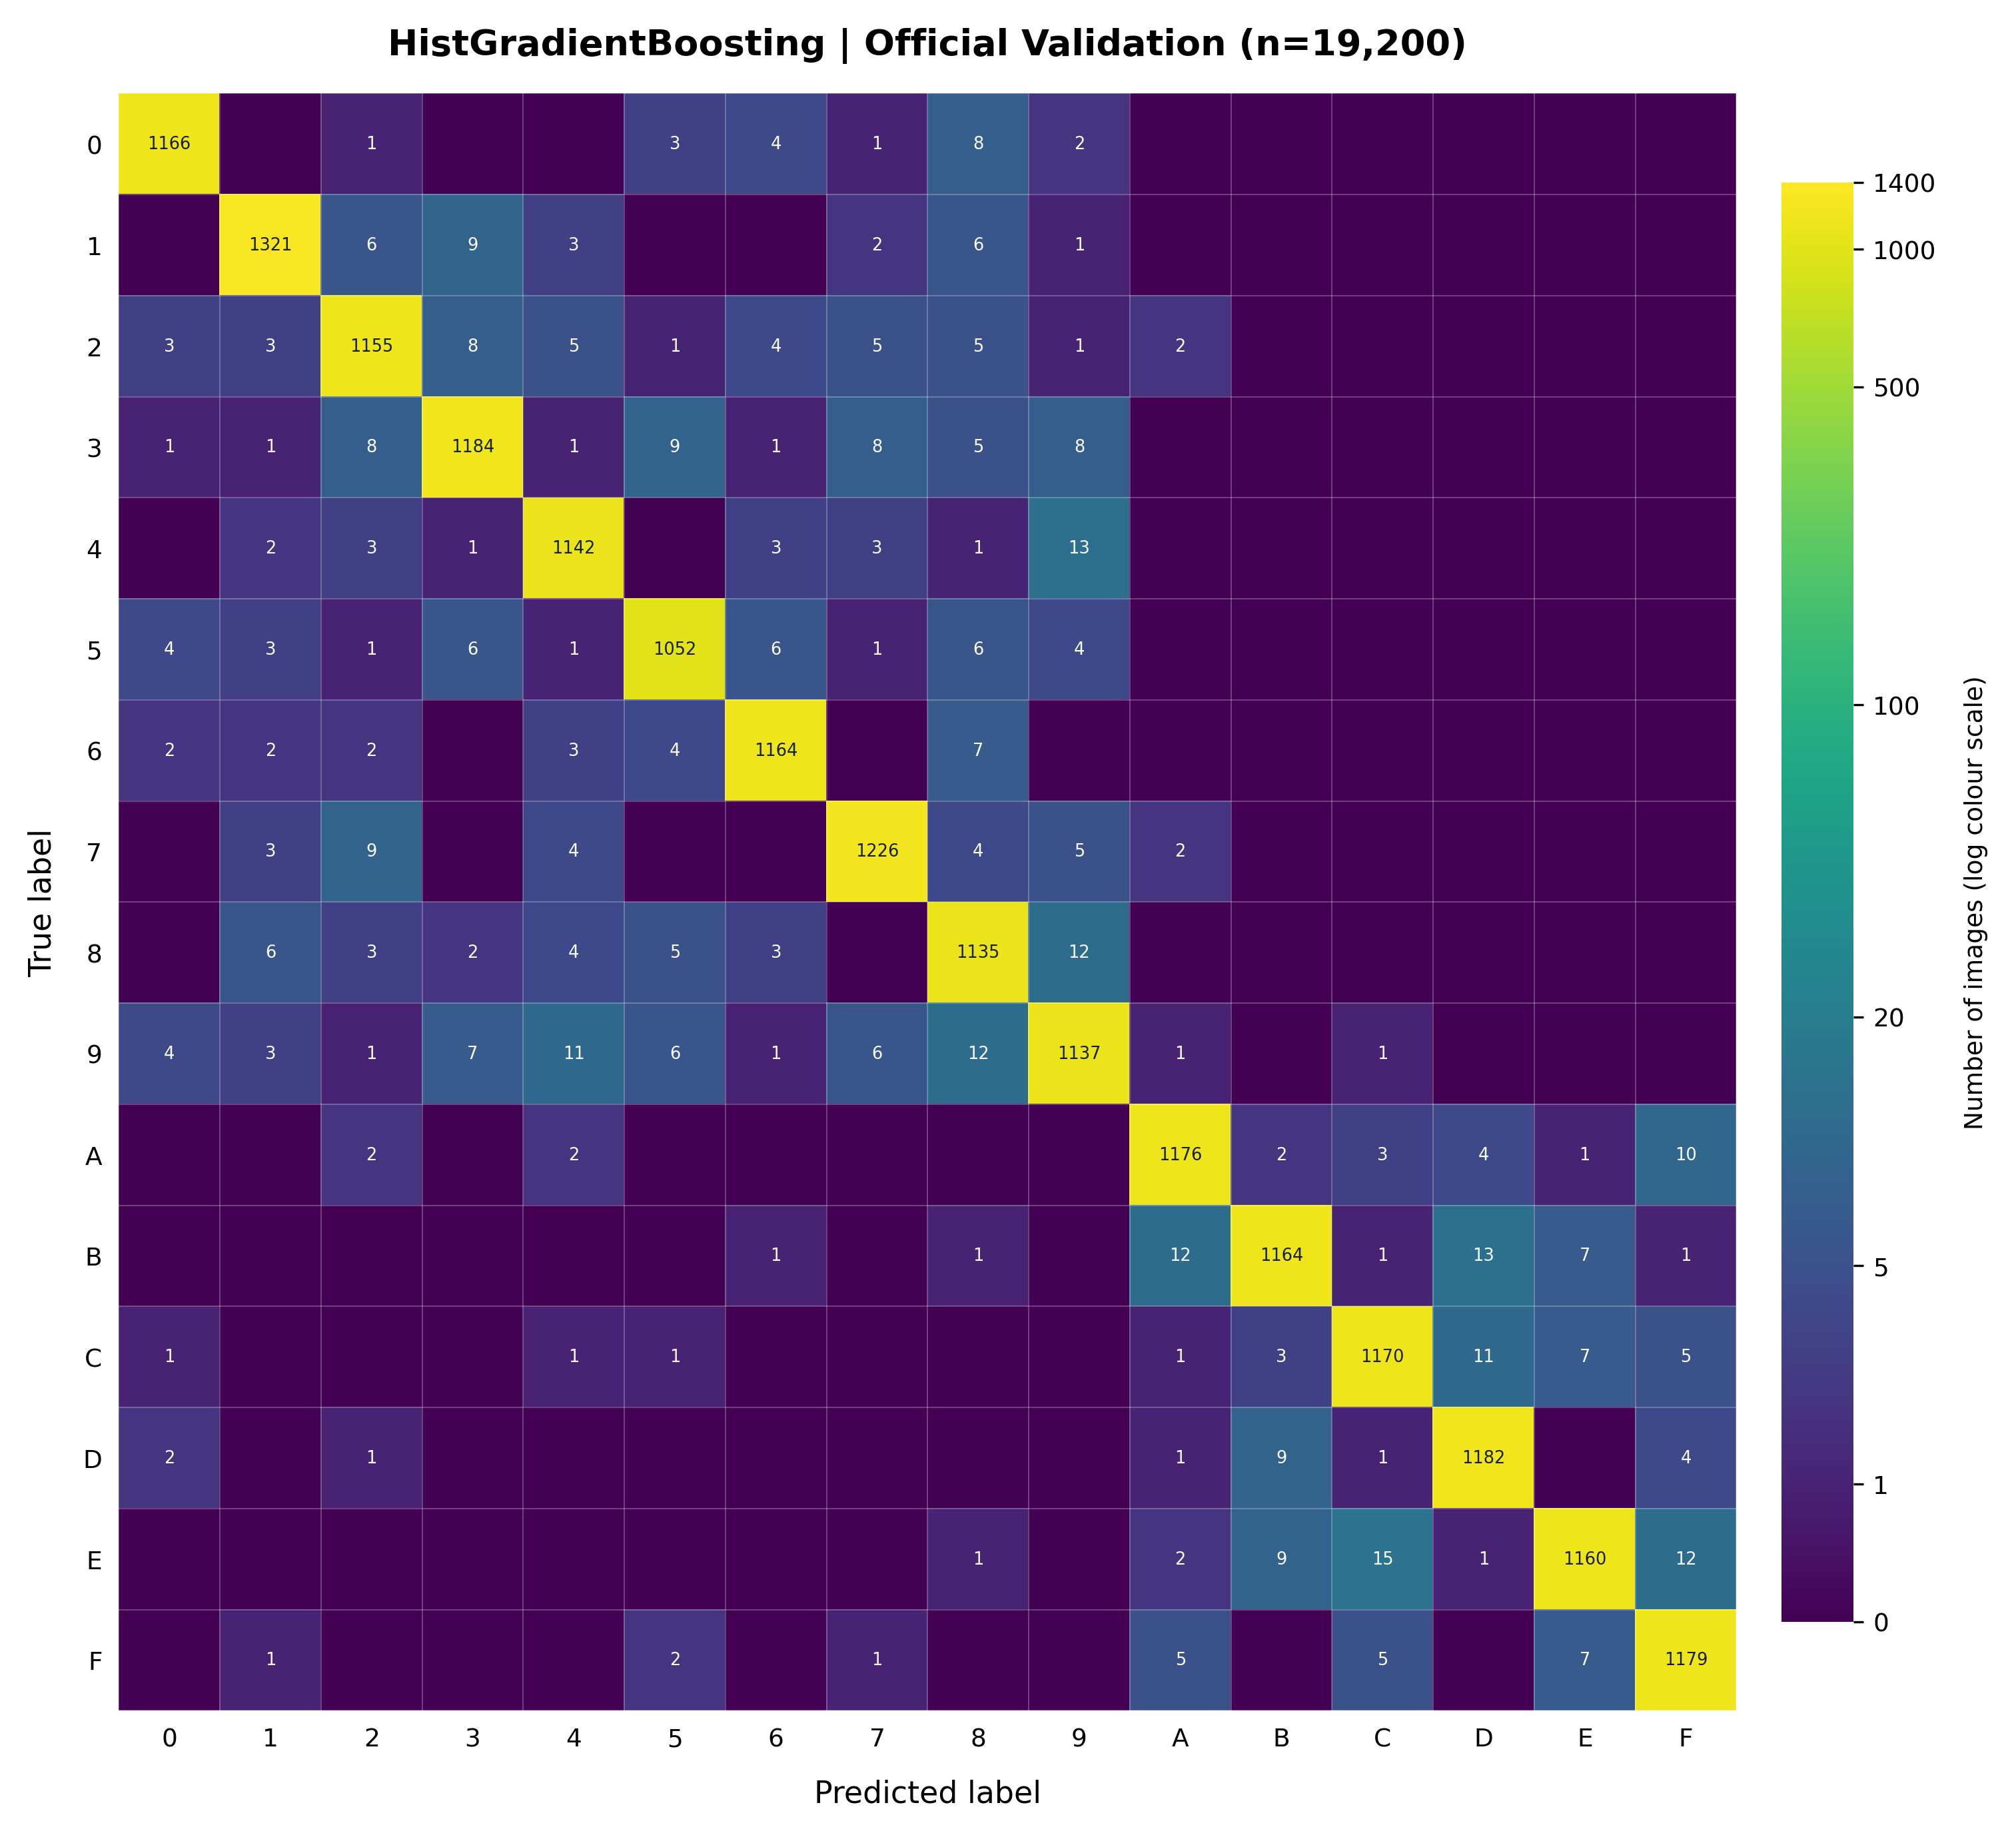 HistGradientBoosting | Official Validation (n=19,200)
0 1166 1 3 4 1 8 2
1 1321 6 9 3 2 6 1
2 3 3 1155 8 5 1 4 5 5 1 2
3 1 1 8 1184 1 9 1 8 5 8
4 2 3 1 1142 3 3 1 13
5 4 3 1 6 1 1052 6 1 6 4
6 2 2 2 3 4 1164 7
7 3 9 4 1226 4 5 2
8 6 3 2 4 5 3 1135 12
9 4 3 1 7 11 6 1 6 12 1137 1 1
A 2 2 1176 2 3 4 1 10
B 1 1 12 1164 1 13 7 1
C 1 1 1 1 3 1170 11 7 5
D 2 1 1 9 1 1182 4
E 1 2 9 15 1 1160 12
F 1 2 1 5 5 7 1179
0 1 2 3 4 5 6 7 8 9 A B C D E F
Predicted label
True label
1400
1000
500
100
20
5
1
0
Number of images (log colour scale)